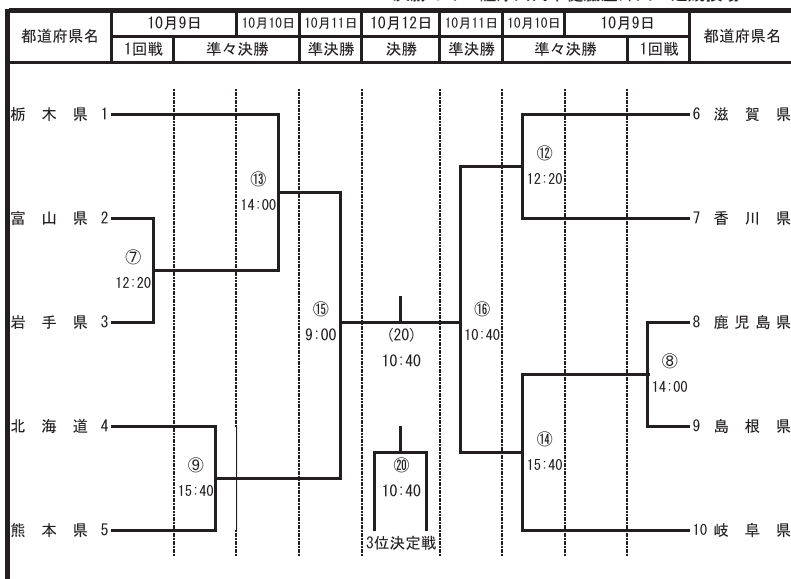 都道府県名 10月9日 10月10日 10月11日 10月12日 10月11日 10月10日 10月9日 都道府県名
1回戦 準々決勝 準決勝 決勝 準決勝 準々決勝 1回戦
栃木県 1 6 滋賀県
⑬ ⑫
14:00 12:20
富山県 2 7 香川県
⑦
12:20
⑮ ⑯
岩手県 3 8 鹿児島県
9:00 (20) 10:40
10:40 ⑧
14:00
北海道 4 9 島根県
⑨ ⑳ ⑭
15:40 10:40 15:40
熊本県 5 10 岐阜県
3位決定戦